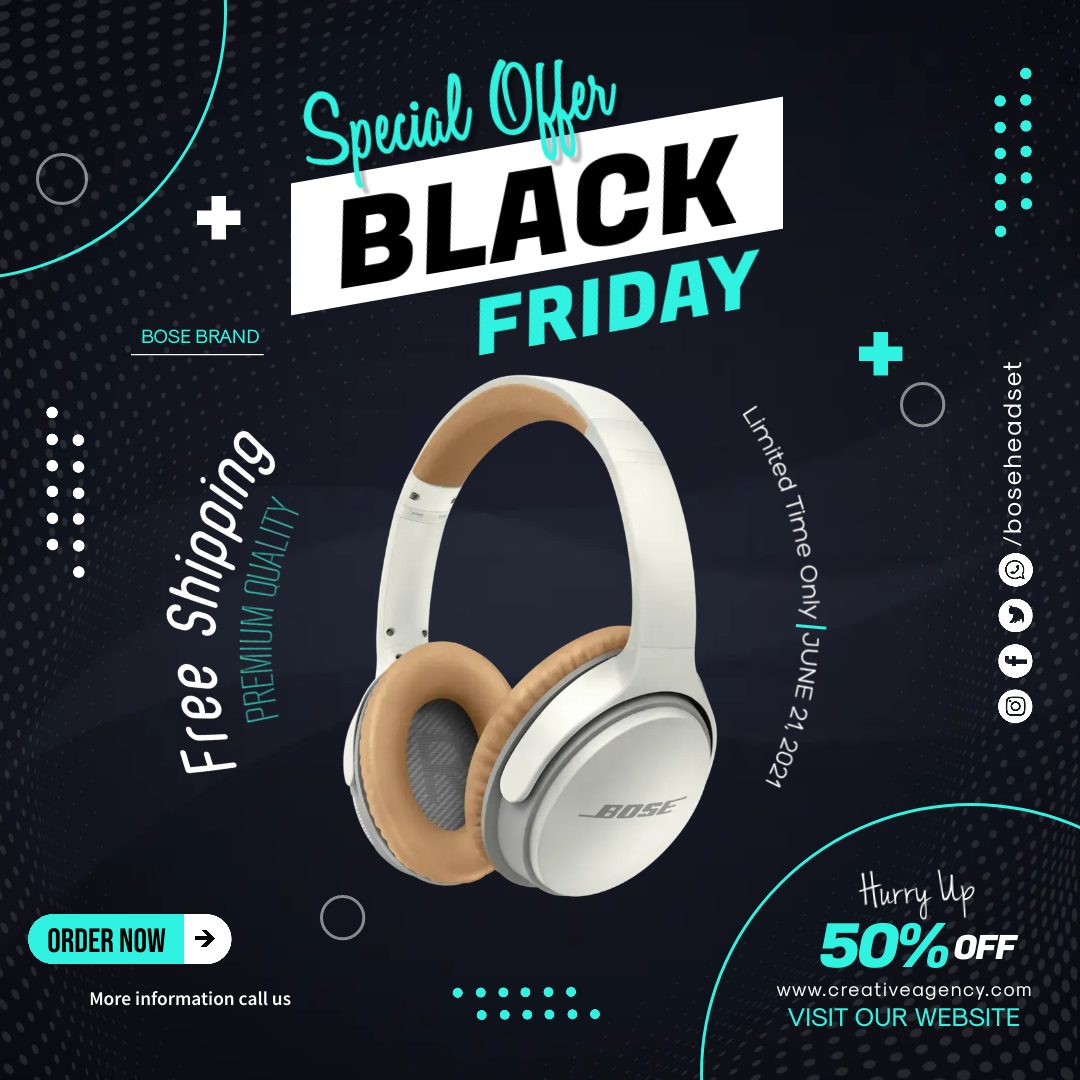 Special Offer
BLACK
FRIDAY
BOSE BRAND
Free Shipping
PREMIUM QUALITY
Limited Time Only | JUNE 21, 2021
/boseheadset
BOSE
ORDER NOW
More information call us
Hurry Up
50% OFF
www.creativeagency.com
VISIT OUR WEBSITE